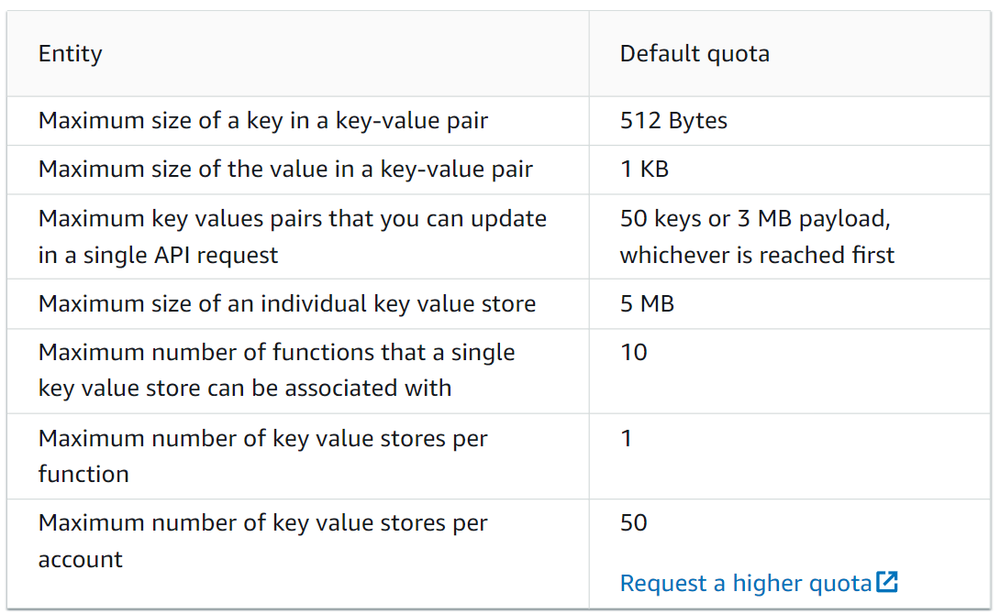 Entity
Default quota
Maximum size of a key in a key-value pair
512 Bytes
Maximum size of the value in a key-value pair
1 KB
Maximum key values pairs that you can update
in a single API request
50 keys or 3 MB payload,
whichever is reached first
Maximum size of an individual key value store
5 MB
Maximum number of functions that a single
key value store can be associated with
10
Maximum number of key value stores per
function
1
Maximum number of key value stores per
account
50
Request a higher quota